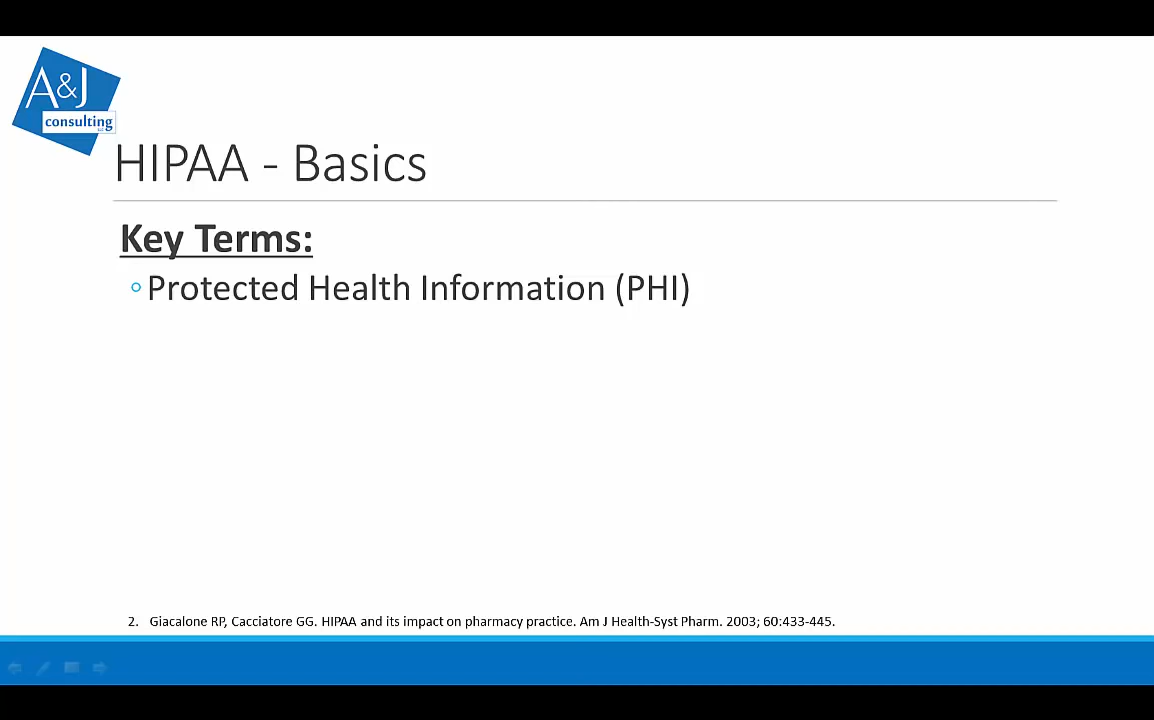 A&J
consulting
HIPAA - Basics
Key Terms:
Protected Health Information (PHI)
2. Giacalone RP, Cacciatore GG. HIPAA and its impact on pharmacy practice. Am J Health-Syst Pharm. 2003; 60:433-445.